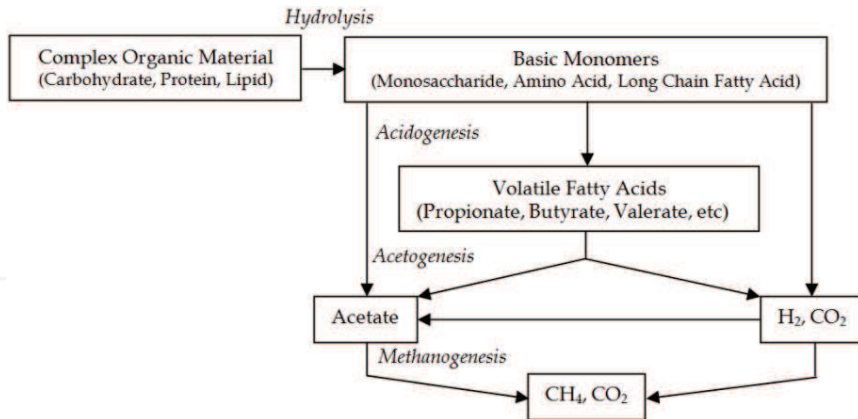 Hydrolysis
Complex Organic Material
(Carbohydrate, Protein, Lipid)
Basic Monomers
(Monosaccharide, Amino Acid, Long Chain Fatty Acid)
Acidogenesis
Volatile Fatty Acids
(Propionate, Butyrate, Valerate, etc)
Acetogenesis
Acetate
H₂, CO₂
Methanogenesis
CH₄, CO₂